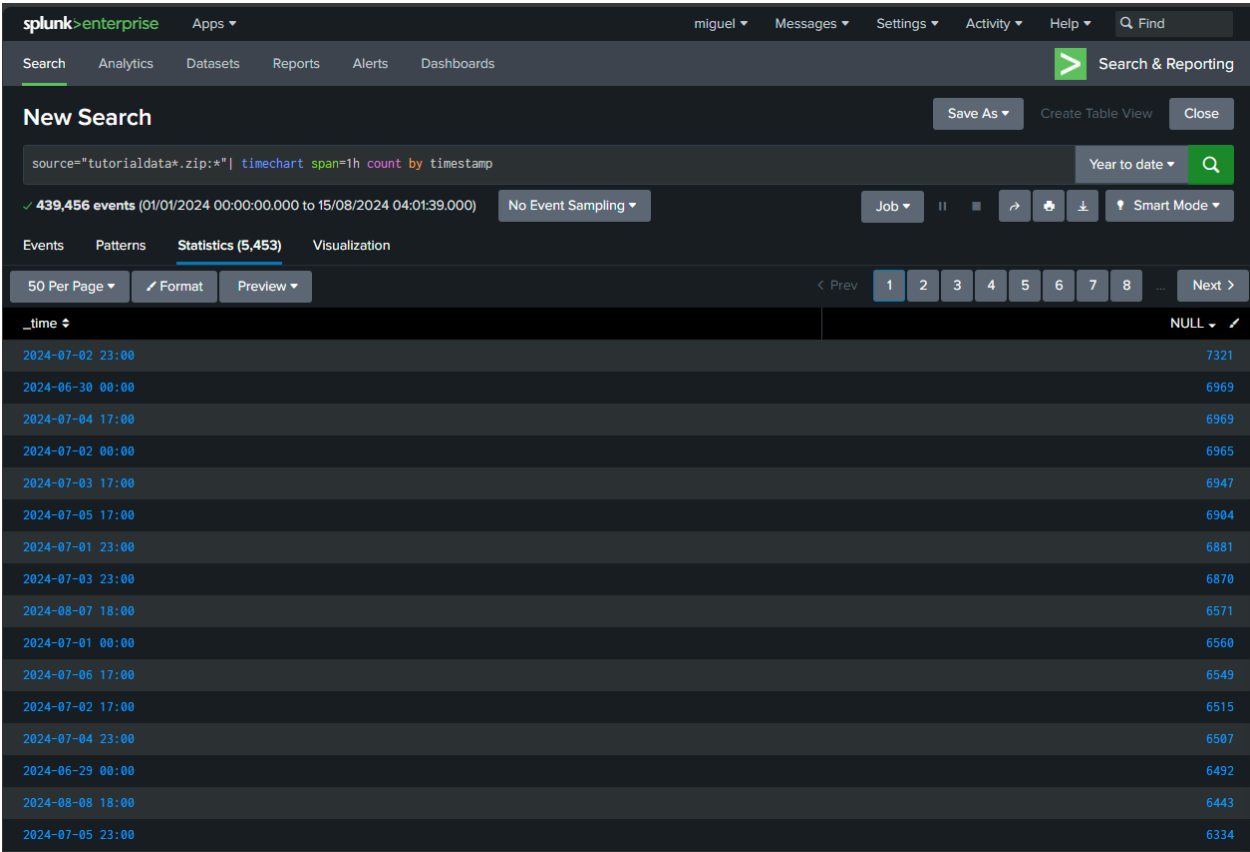 splunk>enterprise Apps miguel Messages Settings Activity Help Find
Search Analytics Datasets Reports Alerts Dashboards Search & Reporting
New Search Save As Create Table View Close
source="tutorialdata*.zip:*"| timechart span=1h count by timestamp Year to date
439,456 events (01/01/2024 00:00:00.000 to 15/08/2024 04:01:39.000) No Event Sampling Job Smart Mode
Events Patterns Statistics (5,453) Visualization
50 Per Page Format Preview < Prev 1 2 3 4 5 6 7 8 ... Next >
_time NULL
2024-07-02 23:00 7321
2024-06-30 00:00 6969
2024-07-04 17:00 6969
2024-07-02 00:00 6965
2024-07-03 17:00 6947
2024-07-05 17:00 6904
2024-07-01 23:00 6881
2024-07-03 23:00 6870
2024-08-07 18:00 6571
2024-07-01 00:00 6560
2024-07-06 17:00 6549
2024-07-02 17:00 6515
2024-07-04 23:00 6507
2024-06-29 00:00 6492
2024-08-08 18:00 6443
2024-07-05 23:00 6334